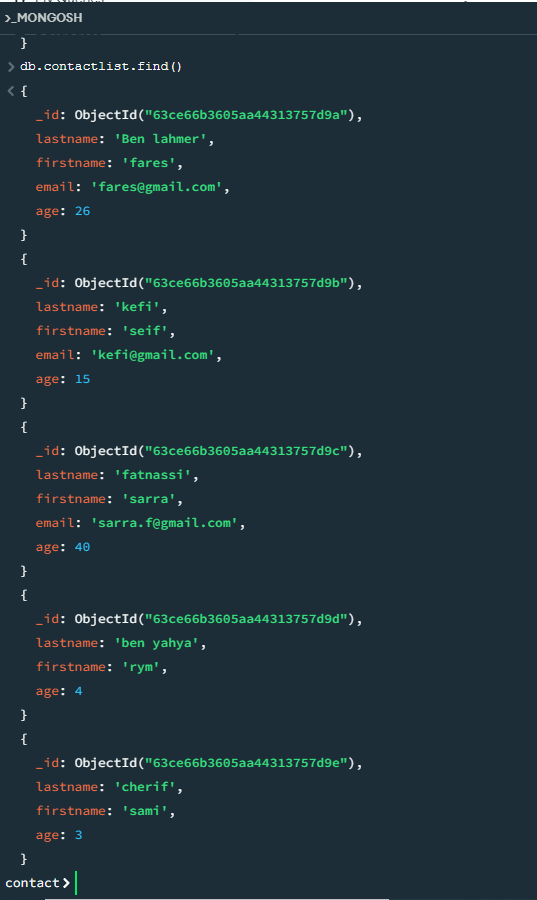 >_MONGOSH
}
> db.contactlist.find()
< {
_id: ObjectId("63ce66b3605aa44313757d9a"),
lastname: 'Ben lahmer',
firstname: 'fares',
email: 'fares@gmail.com',
age: 26
}
{
_id: ObjectId("63ce66b3605aa44313757d9b"),
lastname: 'kefi',
firstname: 'seif',
email: 'kefi@gmail.com',
age: 15
}
{
_id: ObjectId("63ce66b3605aa44313757d9c"),
lastname: 'fatnassi',
firstname: 'sarra',
email: 'sarra.f@gmail.com',
age: 40
}
{
_id: ObjectId("63ce66b3605aa44313757d9d"),
lastname: 'ben yahya',
firstname: 'rym',
age: 4
}
{
_id: ObjectId("63ce66b3605aa44313757d9e"),
lastname: 'cherif',
firstname: 'sami',
age: 3
}
contact>